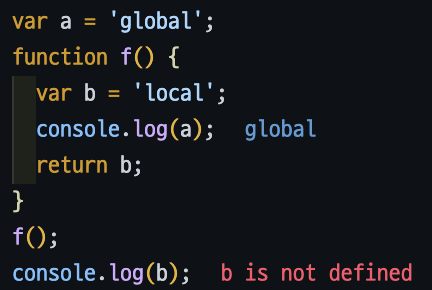 var a = 'global';
function f() {
  var b = 'local';
  console.log(a);  global
  return b;
}
f();
console.log(b);  b is not defined